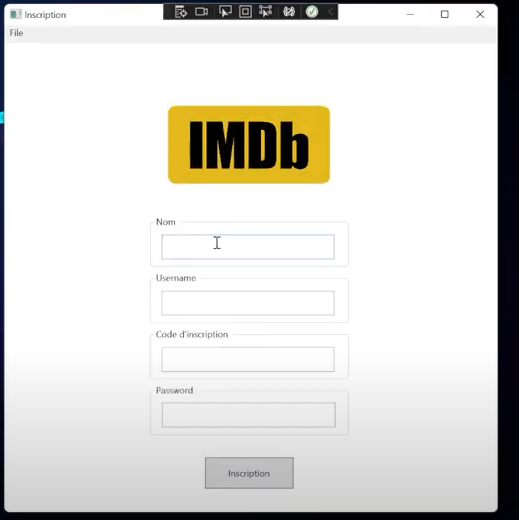 Inscription
File
IMDb
Nom
Username
Code d'inscription
Password
Inscription